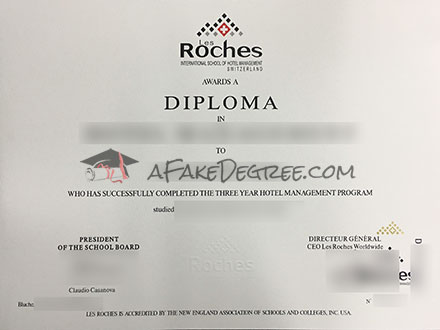 Les
Roches
INTERNATIONAL SCHOOL OF HOTEL MANAGEMENT
SWITZERLAND
AWARDS A
DIPLOMA
IN
TO
AFAKEDEGREE.COM
WHO HAS SUCCESSFULLY COMPLETED THE THREE YEAR HOTEL MANAGEMENT PROGRAM
studied
PRESIDENT
OF THE SCHOOL BOARD
DIRECTEUR GÉNÉRAL
CEO Les Roches Worldwide
Roches
Roches
Claudio Casanova
Bluche
N°
LES ROCHES IS ACCREDITED BY THE NEW ENGLAND ASSOCIATION OF SCHOOLS AND COLLEGES, INC. USA.